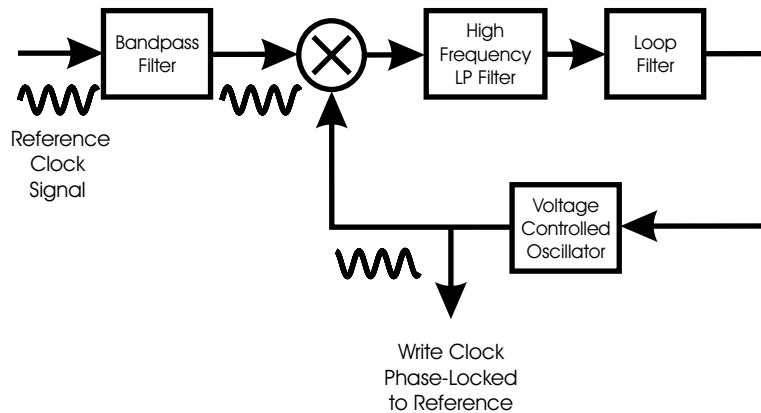 Bandpass
Filter
High
Frequency
LP Filter
Loop
Filter
Reference
Clock
Signal
Voltage
Controlled
Oscillator
Write Clock
Phase-Locked
to Reference